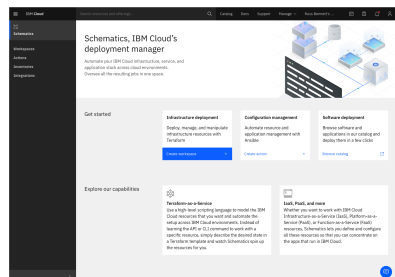 IBM Cloud
Search resources and offerings...
Catalog
Docs
Support
Manage
Schematics
Workspaces
Actions
Inventories
Integrations
Schematics, IBM Cloud's
deployment manager
Automate your IBM Cloud infrastructure, service, and
application stack across cloud environments.
Oversee all the resulting jobs in one space.
Get started
Infrastructure deployment
Deploy, manage, and manipulate
infrastructure resources with
Terraform
Create workspace
Configuration
management
Automate resource and
application management with
Ansible
Create action
Software deployment
Browse software and
applications in our catalog and
deploy them in a few clicks
Browse catalog
Explore our capabilities
Terraform-as-a-Service
Use a high-level scripting language to model the IBM
Cloud resources that you want and automate the
setup across IBM Cloud environments. Instead of
learning the API or CLI command to work with a
specific resource, simply describe the desired state in
a Terraform template and watch Schematics spin up
the resources for you.
IaaS, PaaS, and more
Whether you want to work with IBM Cloud
Infrastructure-as-a-Service (IaaS), Platform-as-a-
Service (PaaS), or Function-as-a-Service (FaaS)
resources, Schematics lets you define and configure
all these resources so that you can concentrate on
the apps that run in IBM Cloud.